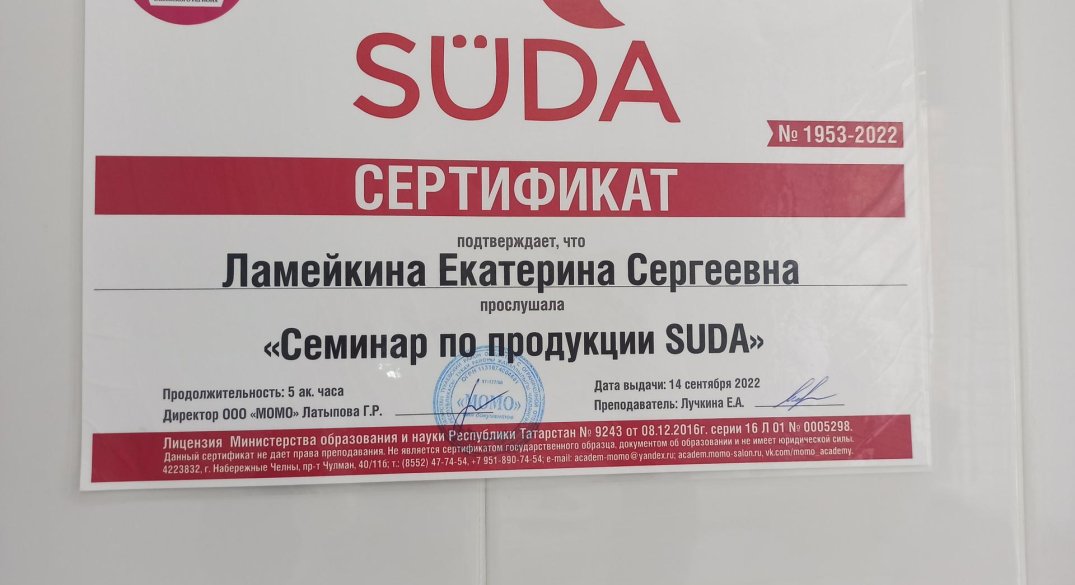 SÜDA
№ 1953-2022
СЕРТИФИКАТ
подтверждает, что
Ламейкина Екатерина Сергеевна
прослушала
«Семинар по продукции SUDA»
Продолжительность: 5 ак. часа
Дата выдачи: 14 сентября 2022
Директор ООО «МОМО» Латыпова Г.Р.
Преподаватель: Лучкина Е.А.
«МОМО»
Лицензия Министерства образования и науки Республики Татарстан № 9243 от 08.12.2016г. серии 16 Л 01 № 0005298.
Данный сертификат не дает права преподавания. Не является сертификатом государственного образца, документом об образовании и не имеет юридической силы.
4223832, г. Набережные Челны, пр-т Чулман, 40/116; т.: (8552) 47-74-54, +7 951-890-74-54; e-mail: academ-momo@yandex.ru; academ.momo-salon.ru, vk.com/momo_academy.